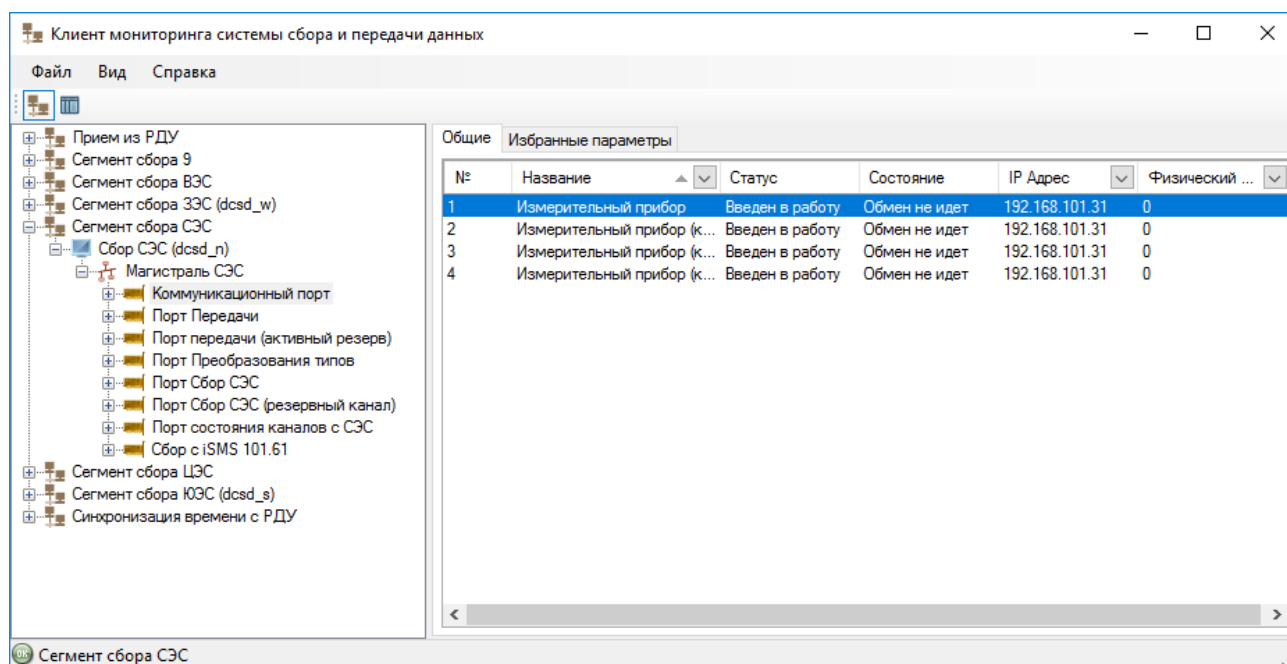 Клиент мониторинга системы сбора и передачи данных
Файл Вид Справка
Прием из РДУ
Сегмент сбора 9
Сегмент сбора ВЭС
Сегмент сбора ЗЭС (dcsd_w)
Сегмент сбора СЭС
Сбор СЭС (dcsd_n)
Магистраль СЭС
Коммуникационный порт
Порт Передачи
Порт передачи (активный резерв)
Порт Преобразования типов
Порт Сбор СЭС
Порт Сбор СЭС (резервный канал)
Порт состояния каналов с СЭС
Сбор с iSMS 101.61
Сегмент сбора ЦЭС
Сегмент сбора ЮЭС (dcsd_s)
Синхронизация времени с РДУ
Общие Избранные параметры
№ Название Статус Состояние IP Адрес Физический ...
1 Измерительный прибор Введен в работу Обмен не идет 192.168.101.31 0
2 Измерительный прибор (к... Введен в работу Обмен не идет 192.168.101.31 0
3 Измерительный прибор (к... Введен в работу Обмен не идет 192.168.101.31 0
4 Измерительный прибор (к... Введен в работу Обмен не идет 192.168.101.31 0
OK Сегмент сбора СЭС